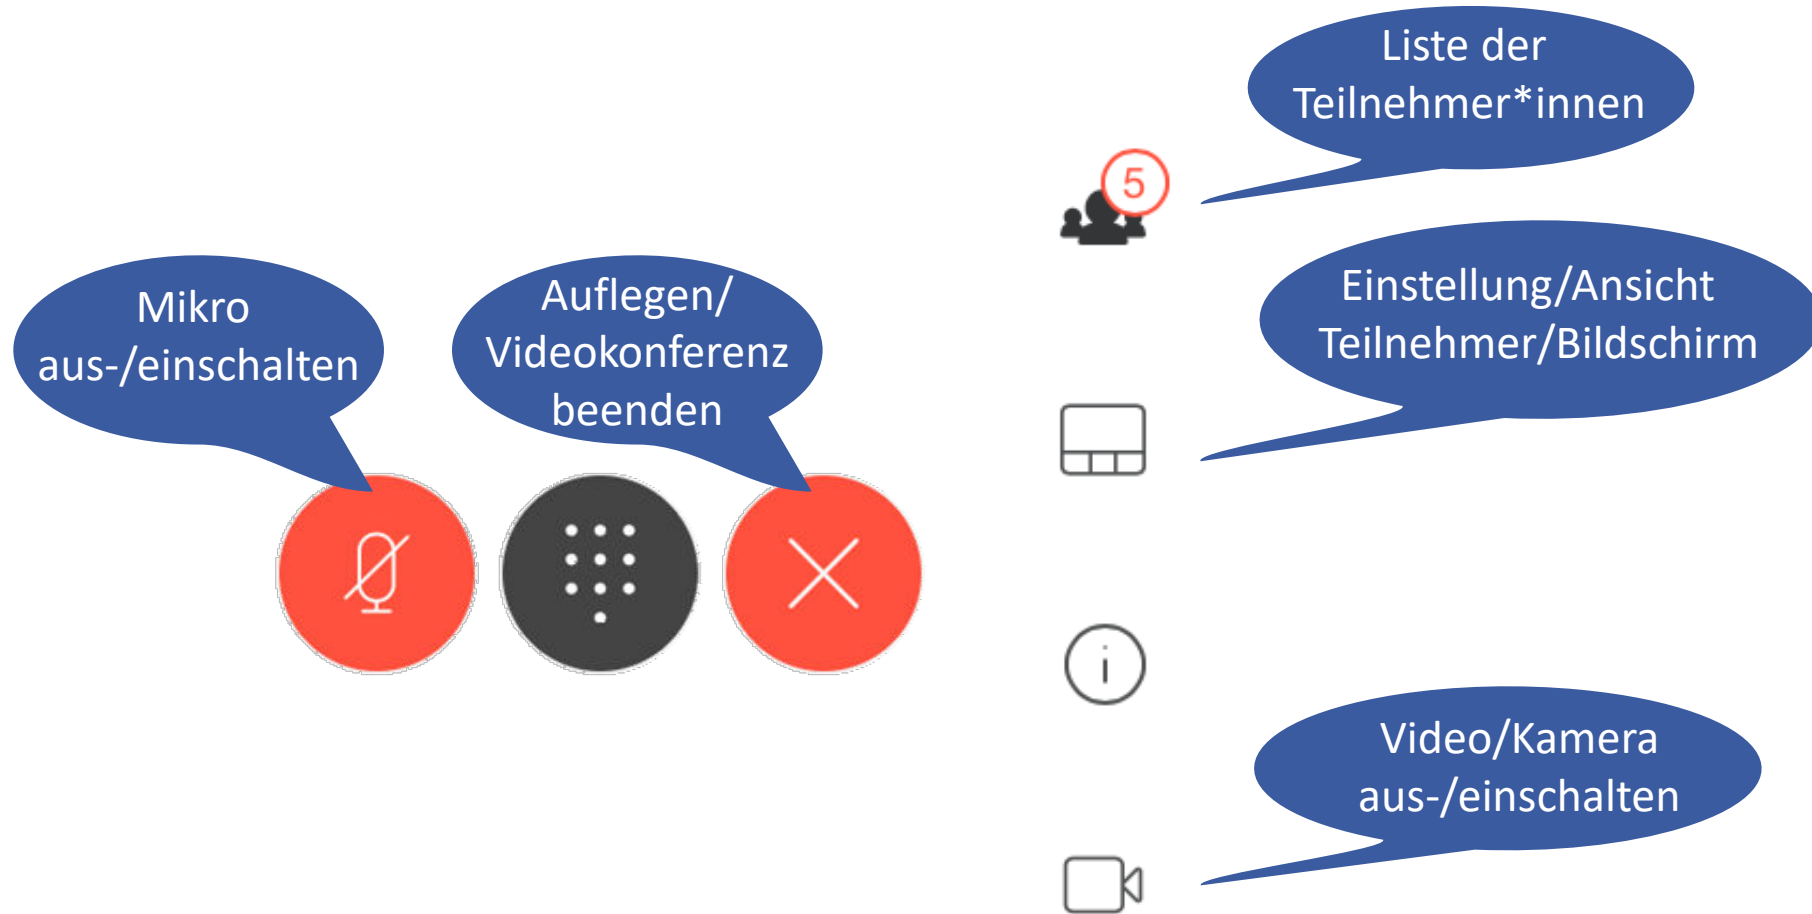 Liste der
Teilnehmer*innen
5
Einstellung/Ansicht
Teilnehmer/Bildschirm
Mikro
aus-/einschalten
Auflegen/
Videokonferenz
beenden
i
Video/Kamera
aus-/einschalten